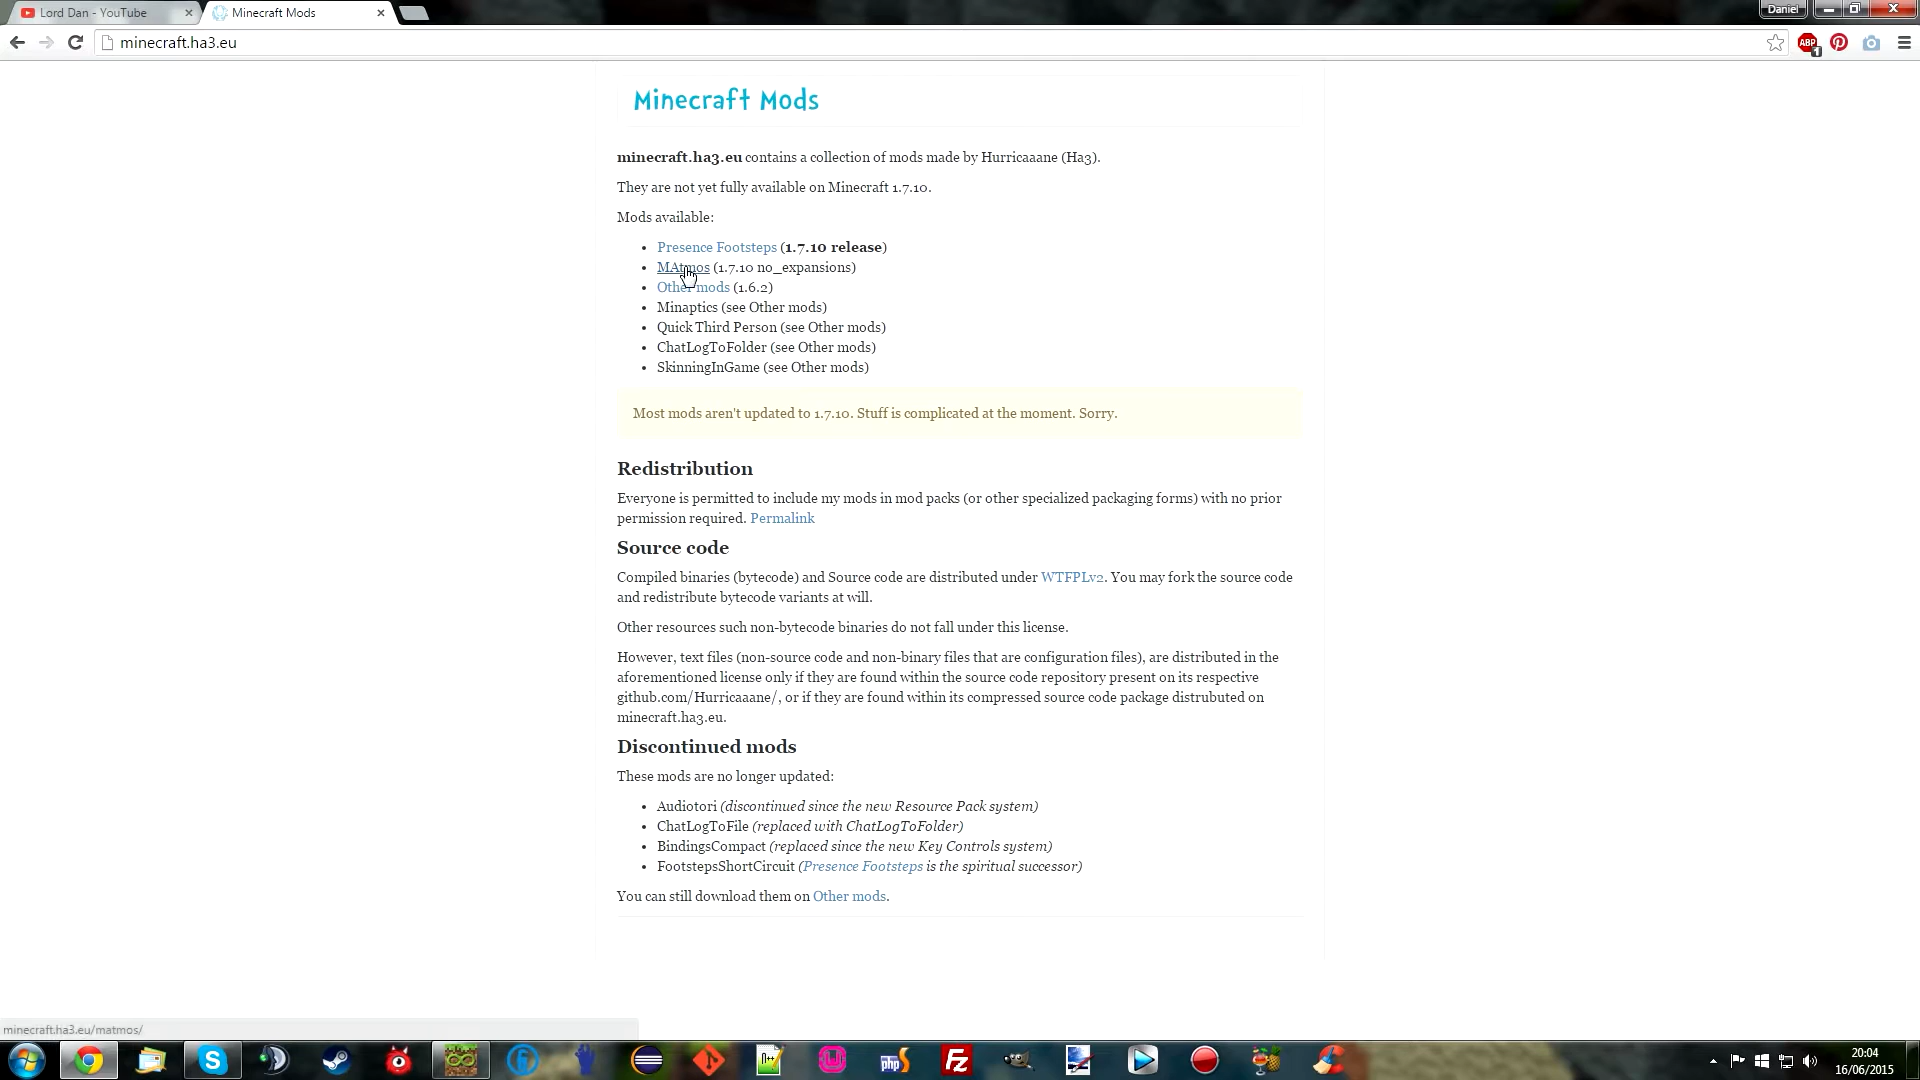 Lord Dan - YouTube
Minecraft Mods
Daniel
minecraft.ha3.eu
ABP
1
Minecraft Mods
minecraft.ha3.eu contains a collection of mods made by Hurricaaane (Ha3).
They are not yet fully available on Minecraft 1.7.10.
Mods available:
• Presence Footsteps (1.7.10 release)
• MAtmos (1.7.10 no_expansions)
• Other mods (1.6.2)
• Minaptics (see Other mods)
• Quick Third Person (see Other mods)
• ChatLogToFolder (see Other mods)
• SkinningInGame (see Other mods)
Most mods aren't updated to 1.7.10. Stuff is complicated at the moment. Sorry.
Redistribution
Everyone is permitted to include my mods in mod packs (or other specialized packaging forms) with no prior
permission required. Permalink
Source code
Compiled binaries (bytecode) and Source code are distributed under WTFPLv2. You may fork the source code
and redistribute bytecode variants at will.
Other resources such non-bytecode binaries do not fall under this license.
However, text files (non-source code and non-binary files that are configuration files), are distributed in the
aforementioned license only if they are found within the source code repository present on its respective
github.com/Hurricaaane/, or if they are found within its compressed source code package distrubuted on
minecraft.ha3.eu.
Discontinued mods
These mods are no longer updated:
• Audiotori (discontinued since the new Resource Pack system)
• ChatLogToFile (replaced with ChatLogToFolder)
• BindingsCompact (replaced since the new Key Controls system)
• FootstepsShortCircuit (Presence Footsteps is the spiritual successor)
You can still download them on Other mods.
minecraft.ha3.eu/matmos/
php
FZ
20:04
16/06/2015